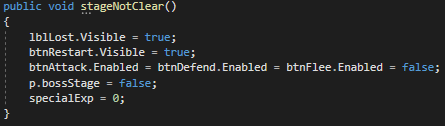 public void stageNotClear()
{
lblLost.Visible = true;
btnRestart.Visible = true;
btnAttack.Enabled = btnDefend.Enabled = btnFlee.Enabled = false;
p.bossStage = false;
specialExp = 0;
}